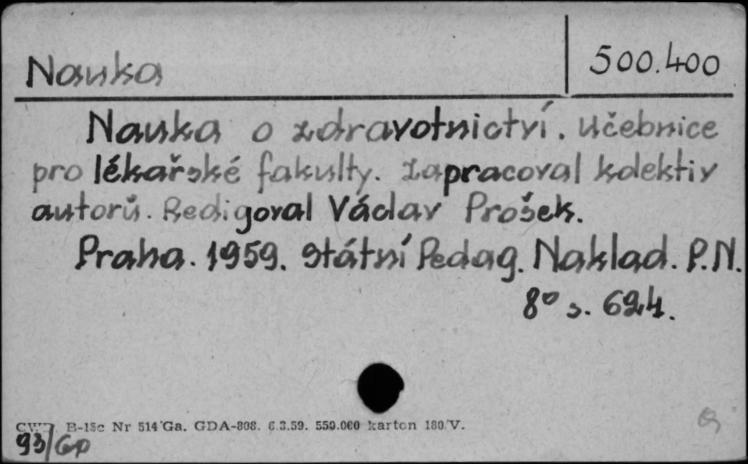 Nauka
500.400
Nauka o zdravotnictví. Učebnice
pro lékařské fakulty. Zapracoval kolektiv
autorů. Redigoval Václav Prošek.
Praha. 1959. Státní Pedag. Naklad. P.N.
8° s. 624.
CWD. B-15c Nr 514 Ga. GDA-808. 6.3.59. 550.000 karton 180 V.
93/Gp